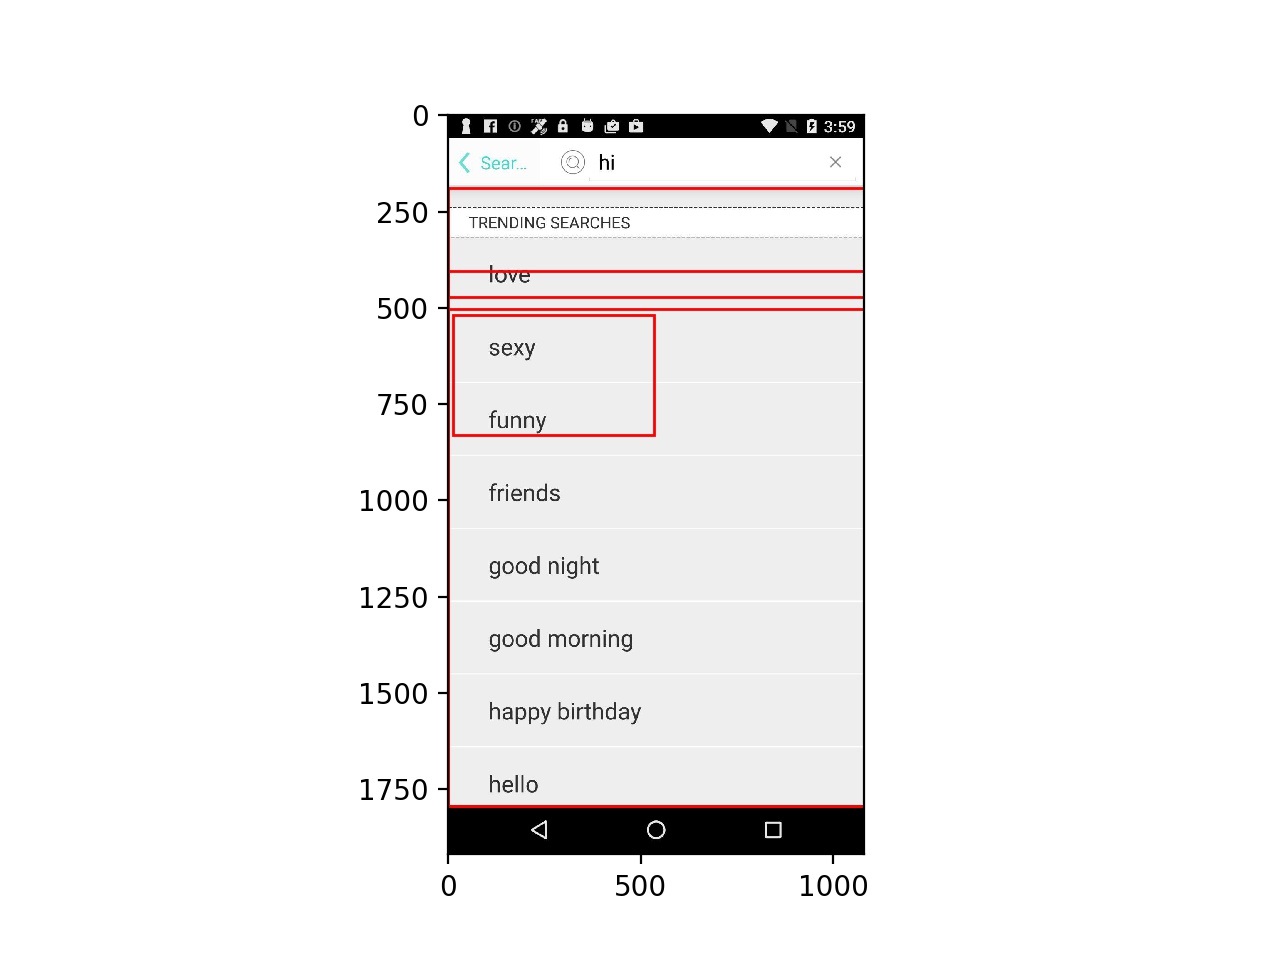 0
3:59
Sear...
hi
250
TRENDING SEARCHES
love
500
sexy
750
funny
friends
1000
good night
1250
good morning
1500
happy birthday
1750
hello
0
500
1000